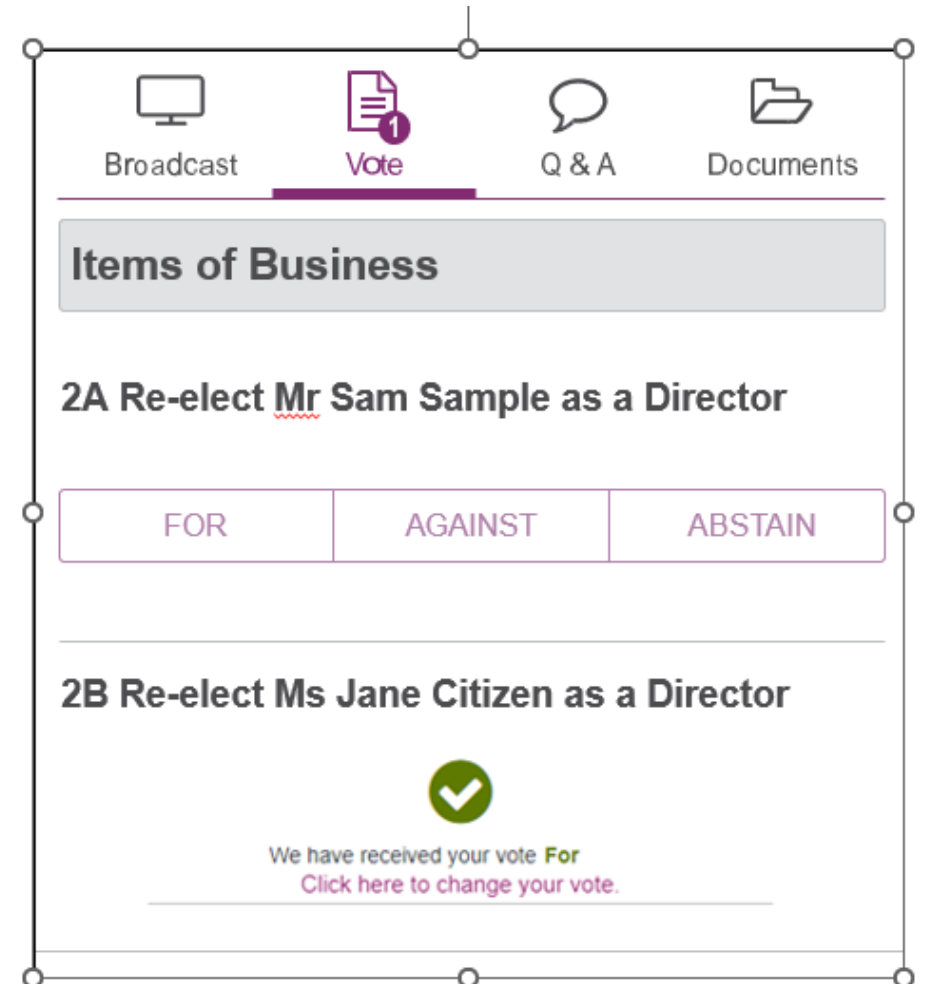 1
Broadcast Vote Q & A Documents
Items of Business
2A Re-elect Mr Sam Sample as a Director
FOR AGAINST ABSTAIN
2B Re-elect Ms Jane Citizen as a Director
We have received your vote For
Click here to change your vote.